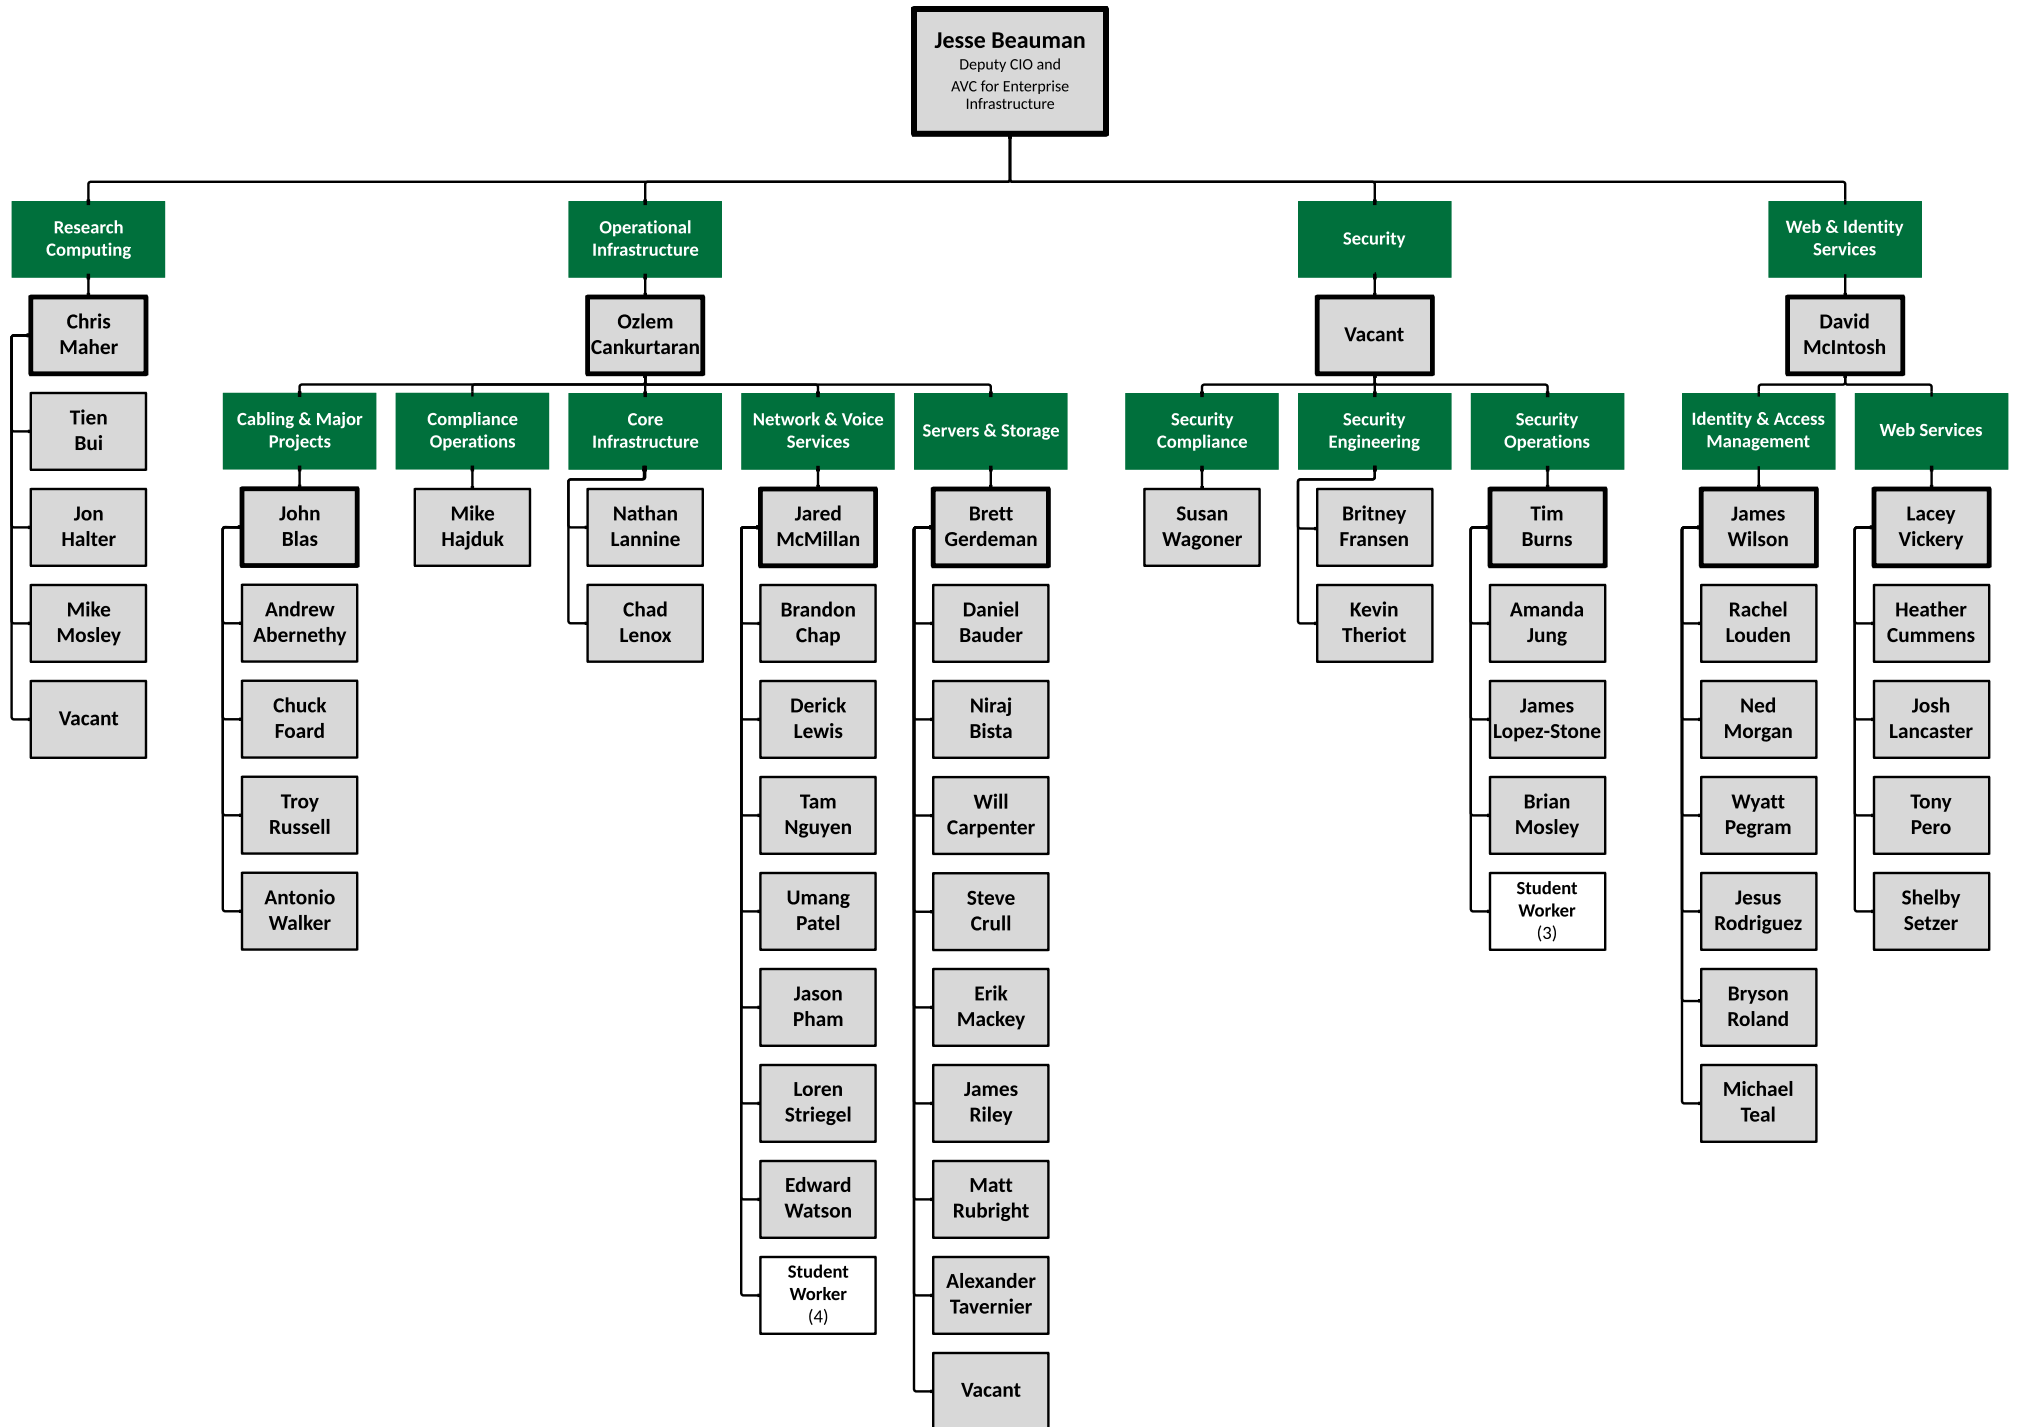 Jesse Beauman
Deputy CIO and
AVC for Enterprise
Infrastructure
Research
Computing
Chris
Maher
Tien
Bui
Jon
Halter
Mike
Mosley
Vacant
Operational
Infrastructure
Ozlem
Cankurtaran
Cabling & Major
Projects
John
Blas
Andrew
Abernethy
Chuck
Foard
Troy
Russell
Antonio
Walker
Compliance
Operations
Mike
Hajduk
Core
Infrastructure
Nathan
Lannine
Chad
Lenox
Network & Voice
Services
Jared
McMillan
Brandon
Chap
Derick
Lewis
Tam
Nguyen
Umang
Patel
Jason
Pham
Loren
Striegel
Edward
Watson
Student
Worker
(4)
Servers & Storage
Brett
Gerdeman
Daniel
Bauder
Niraj
Bista
Will
Carpenter
Steve
Crull
Erik
Mackey
James
Riley
Matt
Rubright
Alexander
Tavernier
Vacant
Security
Vacant
Security
Compliance
Susan
Wagoner
Security
Engineering
Britney
Fransen
Kevin
Theriot
Security
Operations
Tim
Burns
Amanda
Jung
James
Lopez-Stone
Brian
Mosley
Student
Worker
(3)
Web & Identity
Services
David
McIntosh
Identity & Access
Management
James
Wilson
Rachel
Louden
Ned
Morgan
Wyatt
Pegram
Jesus
Rodriguez
Bryson
Roland
Michael
Teal
Web Services
Lacey
Vickery
Heather
Cummens
Josh
Lancaster
Tony
Pero
Shelby
Setzer